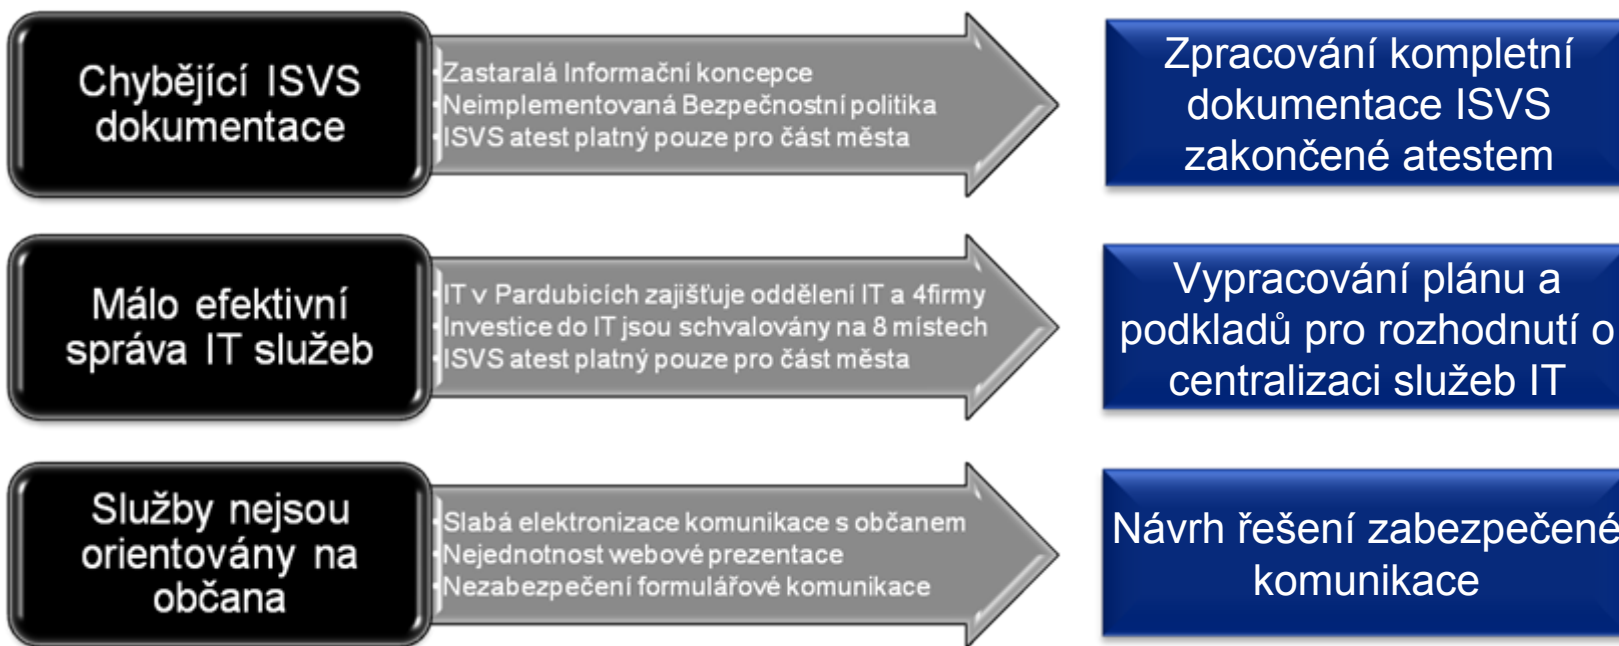 Chybějící ISVS
dokumentace
•Zastaralá Informační koncepce
•Neimplementovaná Bezpečnostní politika
•ISVS atest platný pouze pro část města
Zpracování kompletní
dokumentace ISVS
zakončené atestem
Málo efektivní
správa IT služeb
•IT v Pardubicích zajišťuje oddělení IT a 4firmy
•Investice do IT jsou schvalovány na 8 místech
•ISVS atest platný pouze pro část města
Vypracování plánu a
podkladů pro rozhodnutí o
centralizaci služeb IT
Služby nejsou
orientovány na
občana
•Slabá elektronizace komunikace s občanem
•Nejednotnost webové prezentace
•Nezabezpečení formulářové komunikace
Návrh řešení zabezpečené
komunikace